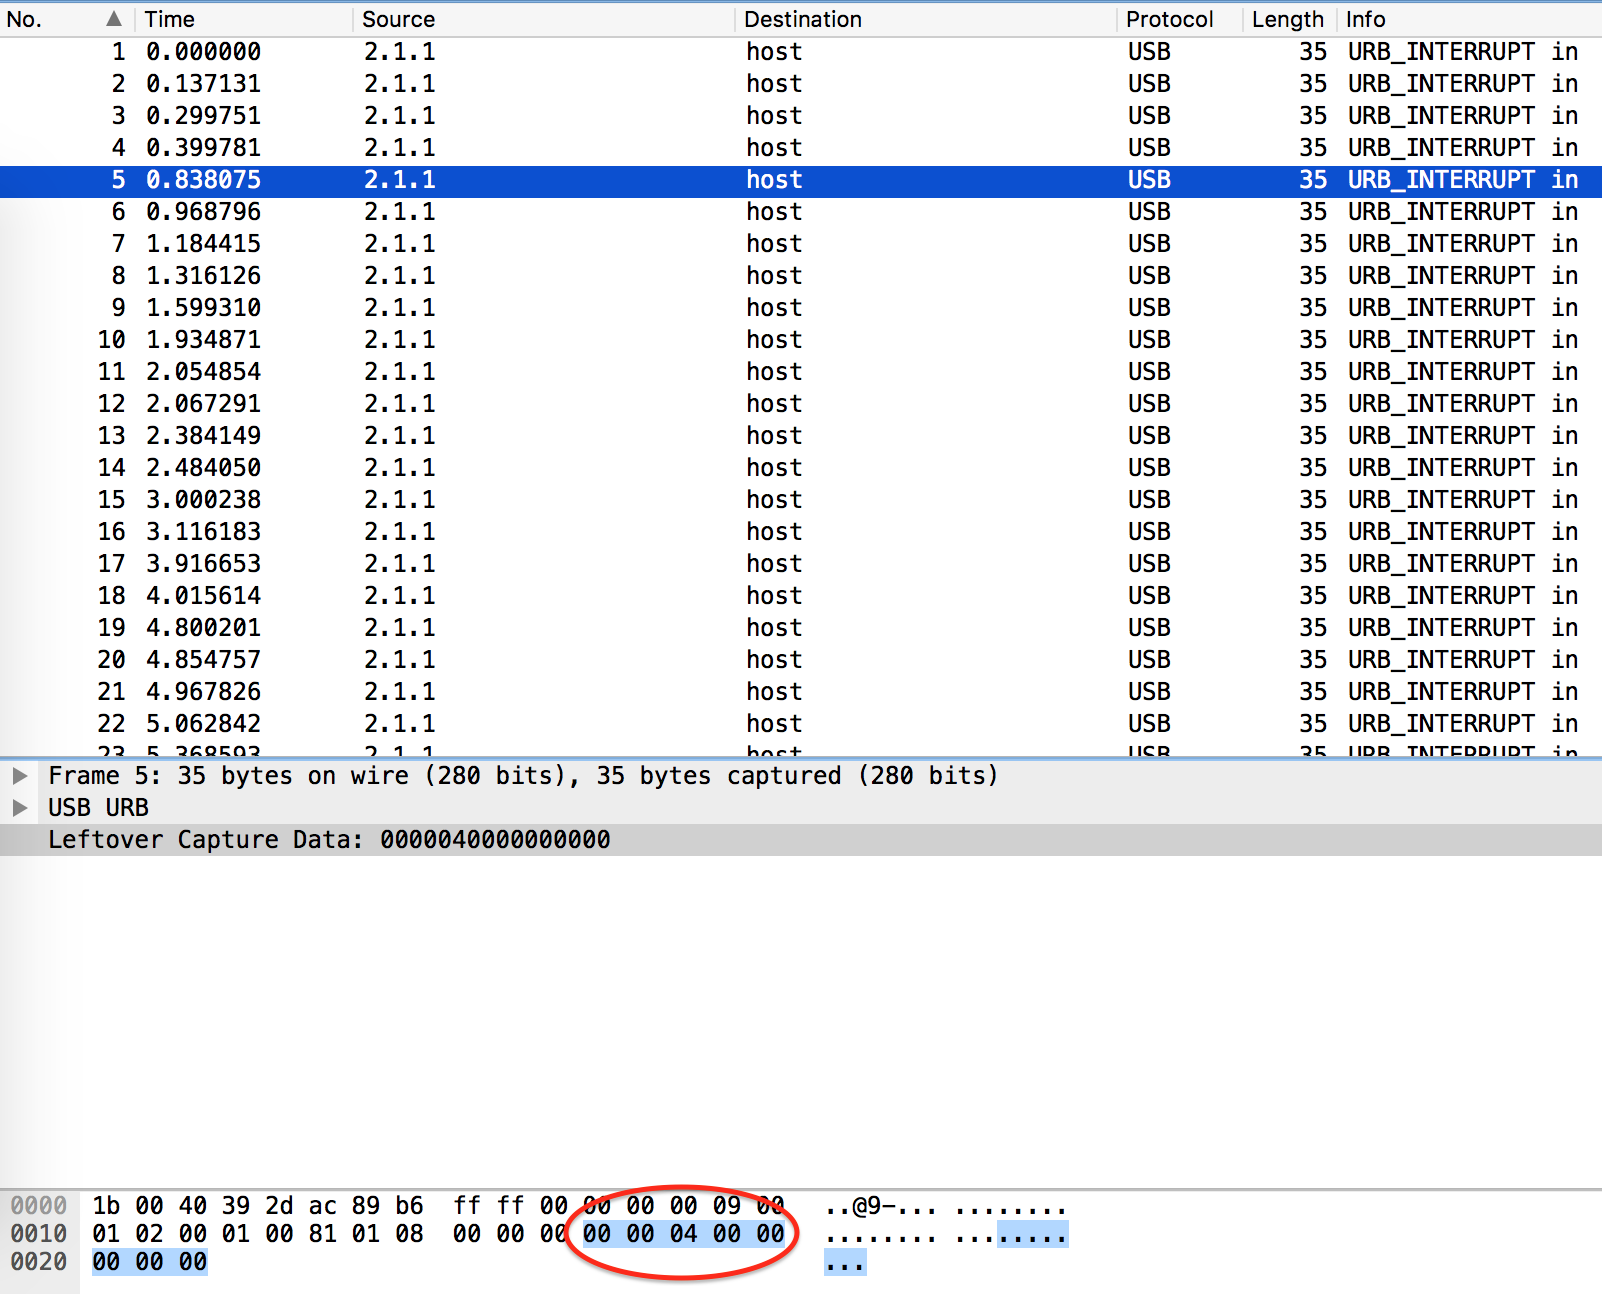 No. Time Source Destination Protocol Length Info
1 0.000000 2.1.1 host USB 35 URB_INTERRUPT in
2 0.137131 2.1.1 host USB 35 URB_INTERRUPT in
3 0.299751 2.1.1 host USB 35 URB_INTERRUPT in
4 0.399781 2.1.1 host USB 35 URB_INTERRUPT in
5 0.838075 2.1.1 host USB 35 URB_INTERRUPT in
6 0.968796 2.1.1 host USB 35 URB_INTERRUPT in
7 1.184415 2.1.1 host USB 35 URB_INTERRUPT in
8 1.316126 2.1.1 host USB 35 URB_INTERRUPT in
9 1.599310 2.1.1 host USB 35 URB_INTERRUPT in
10 1.934871 2.1.1 host USB 35 URB_INTERRUPT in
11 2.054854 2.1.1 host USB 35 URB_INTERRUPT in
12 2.067291 2.1.1 host USB 35 URB_INTERRUPT in
13 2.384149 2.1.1 host USB 35 URB_INTERRUPT in
14 2.484050 2.1.1 host USB 35 URB_INTERRUPT in
15 3.000238 2.1.1 host USB 35 URB_INTERRUPT in
16 3.116183 2.1.1 host USB 35 URB_INTERRUPT in
17 3.916653 2.1.1 host USB 35 URB_INTERRUPT in
18 4.015614 2.1.1 host USB 35 URB_INTERRUPT in
19 4.800201 2.1.1 host USB 35 URB_INTERRUPT in
20 4.854757 2.1.1 host USB 35 URB_INTERRUPT in
21 4.967826 2.1.1 host USB 35 URB_INTERRUPT in
22 5.062842 2.1.1 host USB 35 URB_INTERRUPT in
23 5.368593 2.1.1 host USB 35 URB_INTERRUPT in
Frame 5: 35 bytes on wire (280 bits), 35 bytes captured (280 bits)
USB URB
Leftover Capture Data: 0000040000000000
0000 1b 00 40 39 2d ac 89 b6 ff ff 00 00 00 00 09 00 ..@9-... ........
0010 01 02 00 01 00 81 01 08 00 00 00 00 00 04 00 00 ........ ........
0020 00 00 00 ...